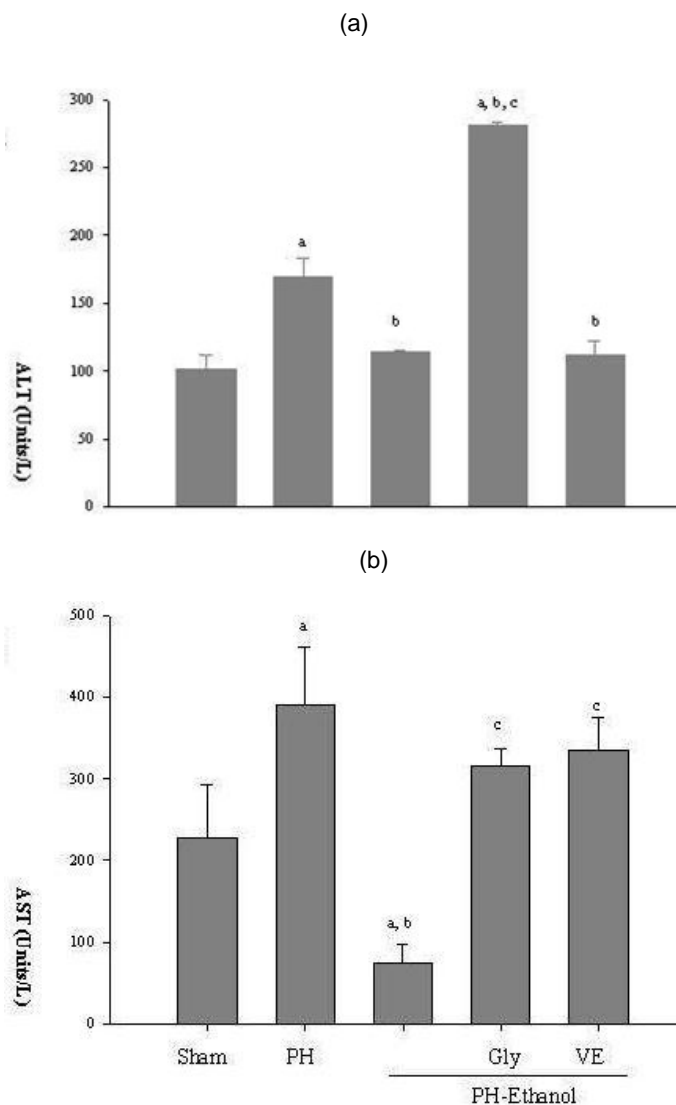 (a)
300
a, b, c
250
200
a
150
b
b
100
50
0
ALT (Units/L)
(b)
500
a
400
c
c
300
200
a, b
100
0
AST (Units/L)
Sham PH Gly VE
PH-Ethanol